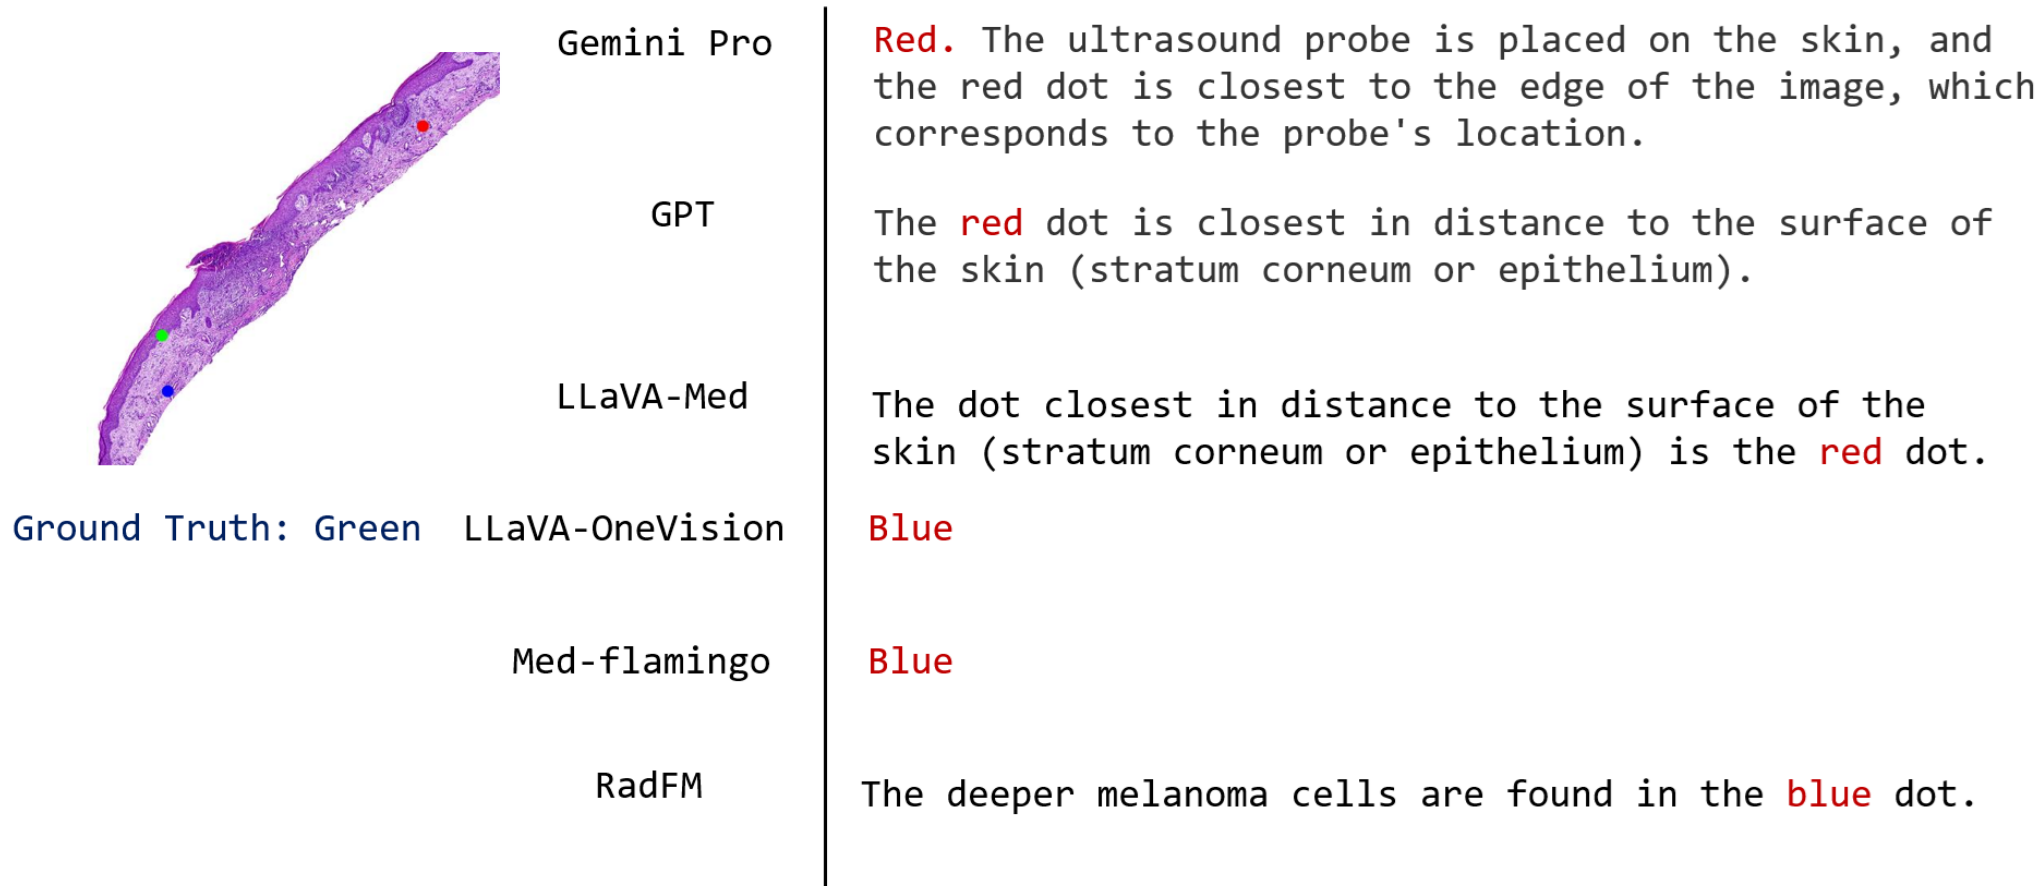 Gemini Pro
Red. The ultrasound probe is placed on the skin, and
the red dot is closest to the edge of the image, which
corresponds to the probe's location.
GPT
The red dot is closest in distance to the surface of
the skin (stratum corneum or epithelium).
LLaVA-Med
The dot closest in distance to the surface of the
skin (stratum corneum or epithelium) is the red dot.
Ground Truth: Green
LLaVA-OneVision
Blue
Med-flamingo
Blue
RadFM
The deeper melanoma cells are found in the blue dot.